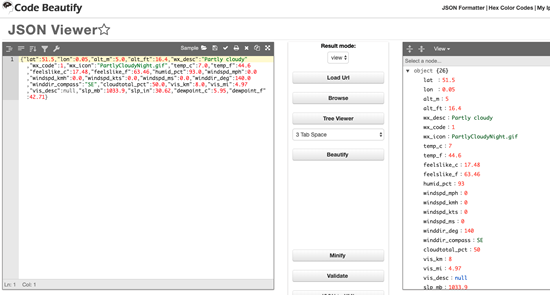 Code Beautify
JSON Formatter | Hex Color Codes | My Ip
JSON Viewer
Sample
1 {"lat":51.5,"lon":0.05,"alt_m":5.0,"alt_ft":16.4,"wx_desc":"Partly cloudy"
,"wx_code":1,"wx_icon":"PartlyCloudyNight.gif","temp_c":7.0,"temp_f":44.6
,"feelslike_c":17.48,"feelslike_f":63.46,"humid_pct":93.0,"windspd_mph":0.0
,"windspd_kmh":0.0,"windspd_kts":0.0,"windspd_ms":0.0,"winddir_deg":140.0
,"winddir_compass":"SE","cloudtotal_pct":50.0,"vis_km":8.0,"vis_mi":4.97
,"vis_desc":null,"slp_mb":1033.9,"slp_in":30.62,"dewpoint_c":5.95,"dewpoint_f"
:42.71}
Ln: 1 Col: 1
Result mode:
view
Load Url
Browse
Tree Viewer
3 Tab Space
Beautify
Minify
Validate
View
Select a node...
object {26}
lat : 51.5
lon : 0.05
alt_m : 5
alt_ft : 16.4
wx_desc : Partly cloudy
wx_code : 1
wx_icon : PartlyCloudyNight.gif
temp_c : 7
temp_f : 44.6
feelslike_c : 17.48
feelslike_f : 63.46
humid_pct : 93
windspd_mph : 0
windspd_kmh : 0
windspd_kts : 0
windspd_ms : 0
winddir_deg : 140
winddir_compass : SE
cloudtotal_pct : 50
vis_km : 8
vis_mi : 4.97
vis_desc : null
slp_mb : 1033.9